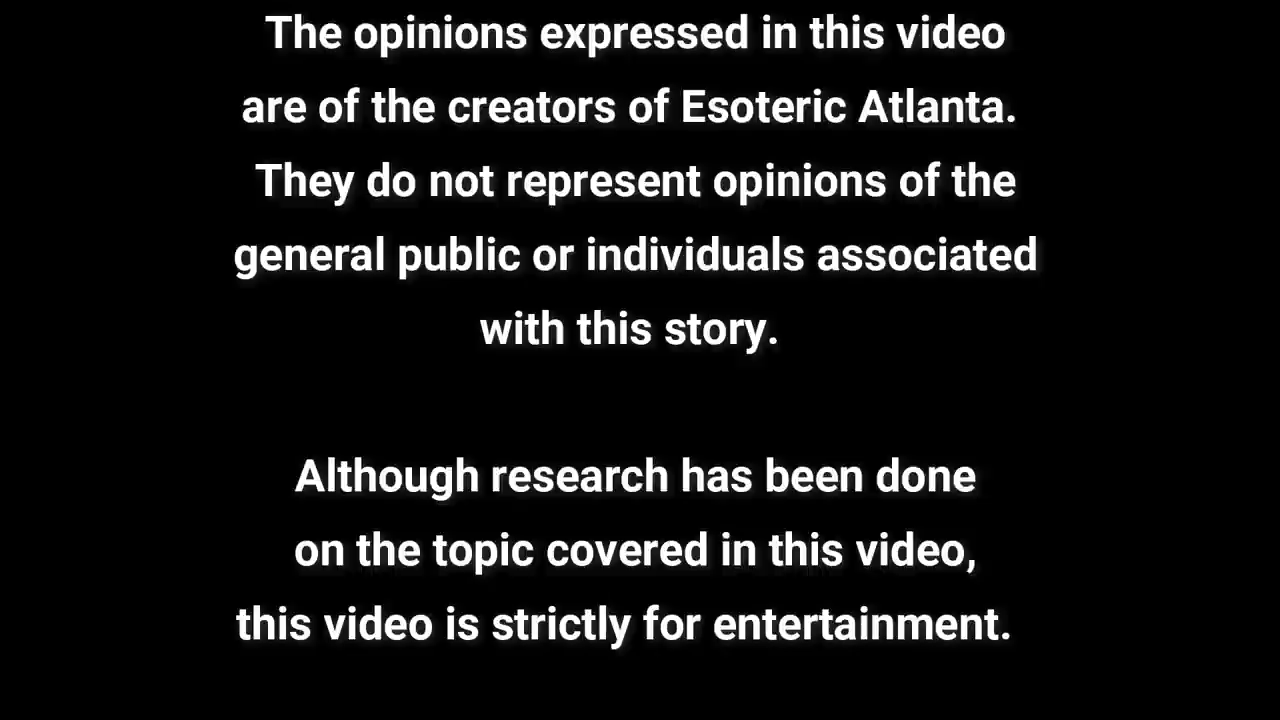 The opinions expressed in this video
are of the creators of Esoteric Atlanta.
They do not represent opinions of the
general public or individuals associated
with this story.
Although research has been done
on the topic covered in this video,
this video is strictly for entertainment.